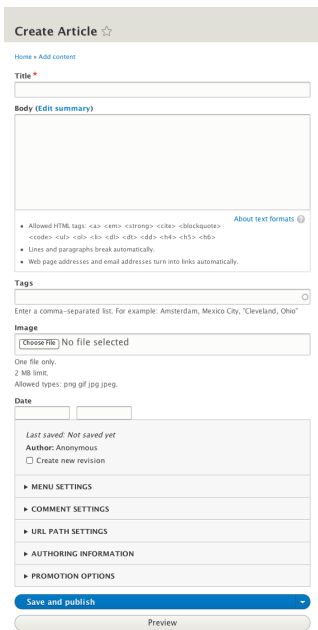 Create Article
Home » Add content
Title *
Body (Edit summary)
About text formats
Allowed HTML tags: <a> <em> <strong> <cite> <blockquote>
<code> <ul> <ol> <li> <dl> <dt> <dd> <h4> <h5> <h6>
Lines and paragraphs break automatically.
Web page addresses and email addresses turn into links automatically.
Tags
Enter a comma-separated list. For example: Amsterdam, Mexico City, "Cleveland, Ohio"
Image
Choose File No file selected
One file only.
2 MB limit.
Allowed types: png gif jpg jpeg.
Date
Last saved: Not saved yet
Author: Anonymous
Create new revision
MENU SETTINGS
COMMENT SETTINGS
URL PATH SETTINGS
AUTHORING INFORMATION
PROMOTION OPTIONS
Save and publish
Preview